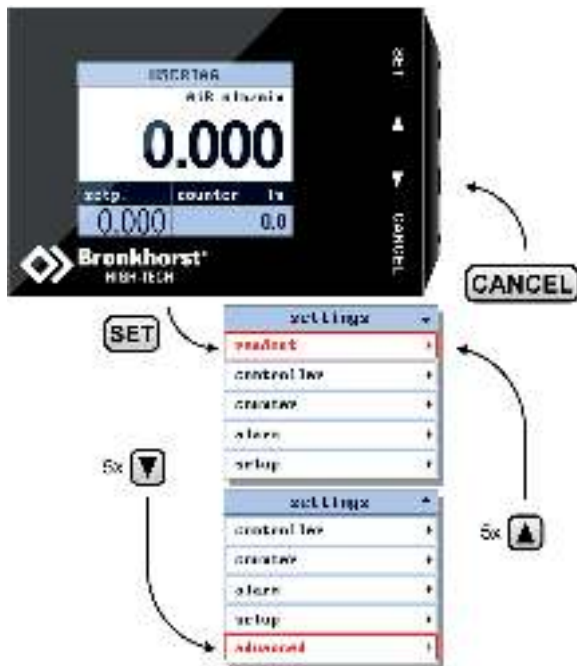 USERTAG
AIR mln/min
0.000
setp. counter ln
0.000 0.0
SET
▲
▼
CANCEL
Bronkhorst®
HIGH-TECH
CANCEL
SET
settings
readout
controller
counter
alarm
setup
5x ▼
settings
controller
counter
alarm
setup
advanced
5x ▲